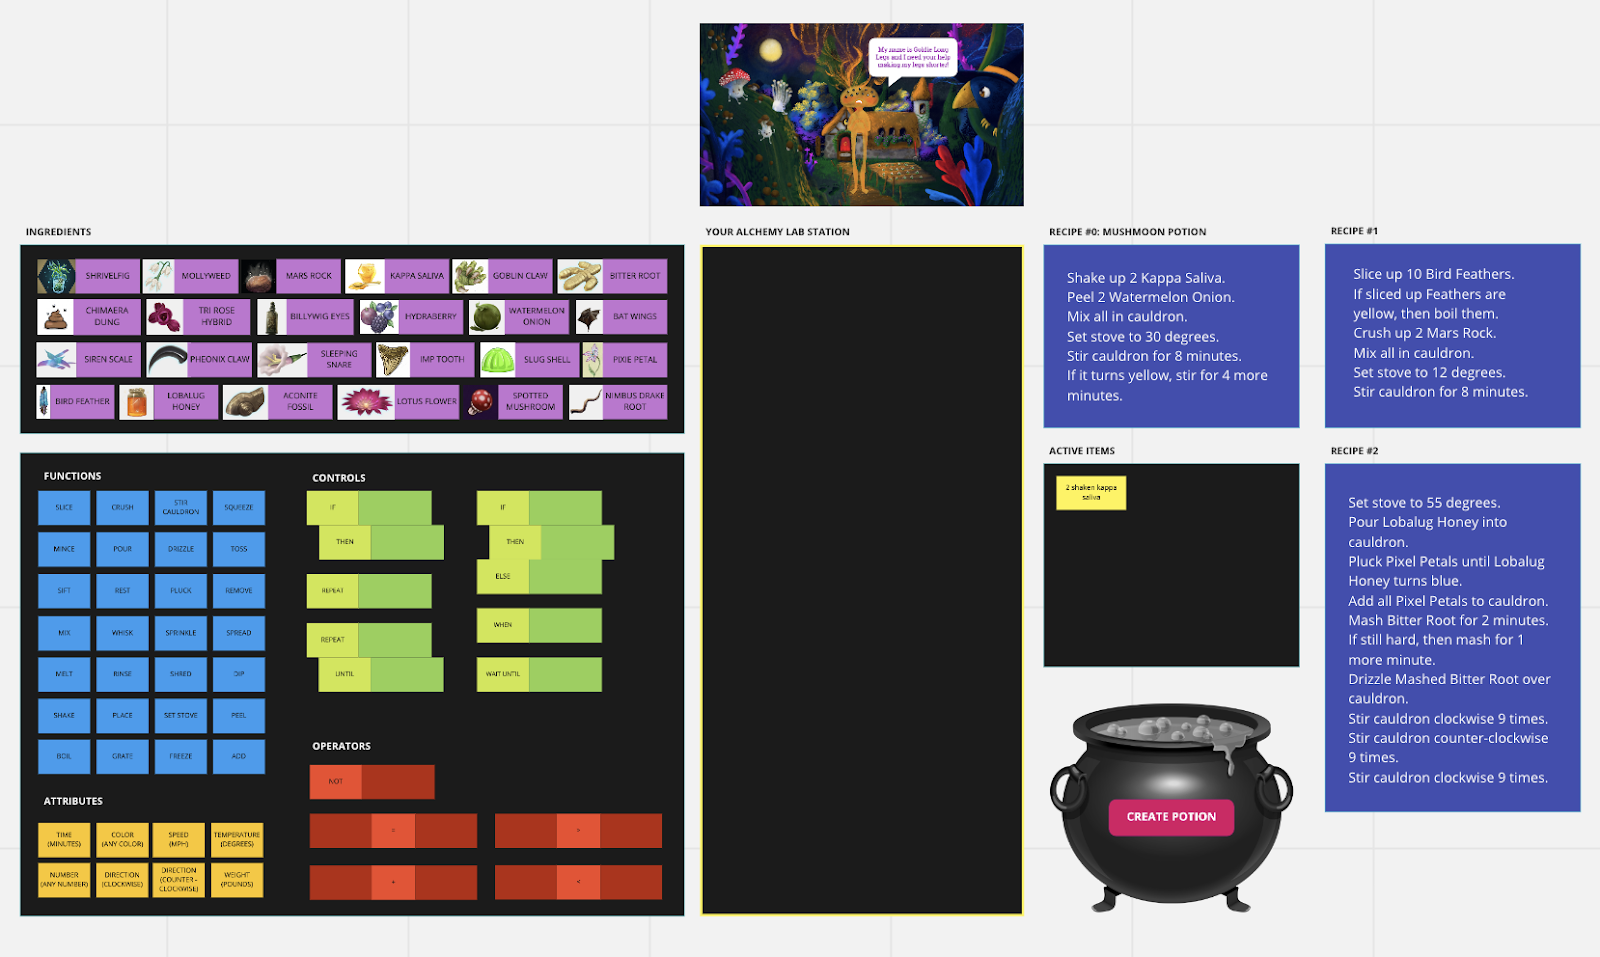 My name is Goldie Long
Legs and I need your help
making my legs shorter!
INGREDIENTS
SHRIVELFIG
MOLLYWEED
MARS ROCK
KAPPA SALIVA
GOBLIN CLAW
BITTER ROOT
CHIMAERA
DUNG
TRI ROSE
HYBRID
BILLYWIG EYES
HYDRABERRY
WATERMELON
ONION
BAT WINGS
SIREN SCALE
PHEONIX CLAW
SLEEPING
SNARE
IMP TOOTH
SLUG SHELL
PIXIE PETAL
BIRD FEATHER
LOBALUG
HONEY
ACONITE
FOSSIL
LOTUS FLOWER
SPOTTED
MUSHROOM
NIMBUS DRAKE
ROOT
FUNCTIONS
SLICE
CRUSH
STIR
CAULDRON
SQUEEZE
MINCE
POUR
DRIZZLE
TOSS
SIFT
REST
PLUCK
REMOVE
MIX
WHISK
SPRINKLE
SPREAD
MELT
RINSE
SHRED
DIP
SHAKE
PLACE
SET STOVE
PEEL
BOIL
GRATE
FREEZE
ADD
ATTRIBUTES
TIME
(MINUTES)
COLOR
(ANY COLOR)
SPEED
(MPH)
TEMPERATURE
(DEGREES)
NUMBER
(ANY NUMBER)
DIRECTION
(CLOCKWISE)
DIRECTION
(COUNTER -
CLOCKWISE)
WEIGHT
(POUNDS)
CONTROLS
IF
THEN
REPEAT
REPEAT
UNTIL
IF
THEN
ELSE
WHEN
WAIT UNTIL
OPERATORS
NOT
>
<
YOUR ALCHEMY LAB STATION
RECIPE #0: MUSHMOON POTION
Shake up 2 Kappa Saliva.
Peel 2 Watermelon Onion.
Mix all in cauldron.
Set stove to 30 degrees.
Stir cauldron for 8 minutes.
If it turns yellow, stir for 4 more
minutes.
ACTIVE ITEMS
2 shaken kappa
saliva
CREATE POTION
RECIPE #1
Slice up 10 Bird Feathers.
If sliced up Feathers are
yellow, then boil them.
Crush up 2 Mars Rock.
Mix all in cauldron.
Set stove to 12 degrees.
Stir cauldron for 8 minutes.
RECIPE #2
Set stove to 55 degrees.
Pour Lobalug Honey into
cauldron.
Pluck Pixel Petals until Lobalug
Honey turns blue.
Add all Pixel Petals to cauldron.
Mash Bitter Root for 2 minutes.
If still hard, then mash for 1
more minute.
Drizzle Mashed Bitter Root over
cauldron.
Stir cauldron clockwise 9 times.
Stir cauldron counter-clockwise
9 times.
Stir cauldron clockwise 9 times.